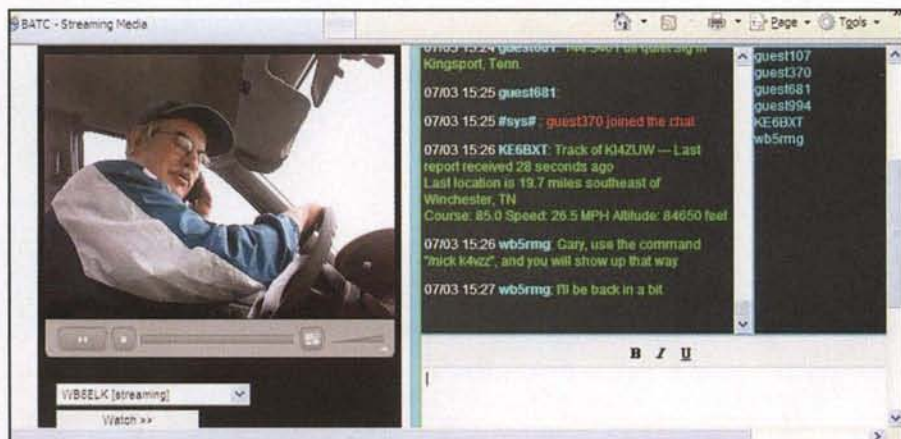 BATC - Streaming Media
Page
Tools
07/03 15:24 guest681: 144.3401 full quiet sig in
Kingsport, Tenn.
07/03 15:25 guest681:
07/03 15:25 #sys# : guest370 joined the chat
07/03 15:26 KE6BXT: Track of KI4ZUW — Last
report received 28 seconds ago
Last location is 19.7 miles southeast of
Winchester, TN
Course: 85.0 Speed: 26.5 MPH Altitude: 84650 feet
07/03 15:26 wb5rmg: Gary, use the command
"/nick k4vzz", and you will show up that way
07/03 15:27 wb5rmg: I'll be back in a bit
guest107
guest370
guest681
guest994
KE6BXT
wb5rmg
B I U
WB8ELK [streaming]
Watch >>